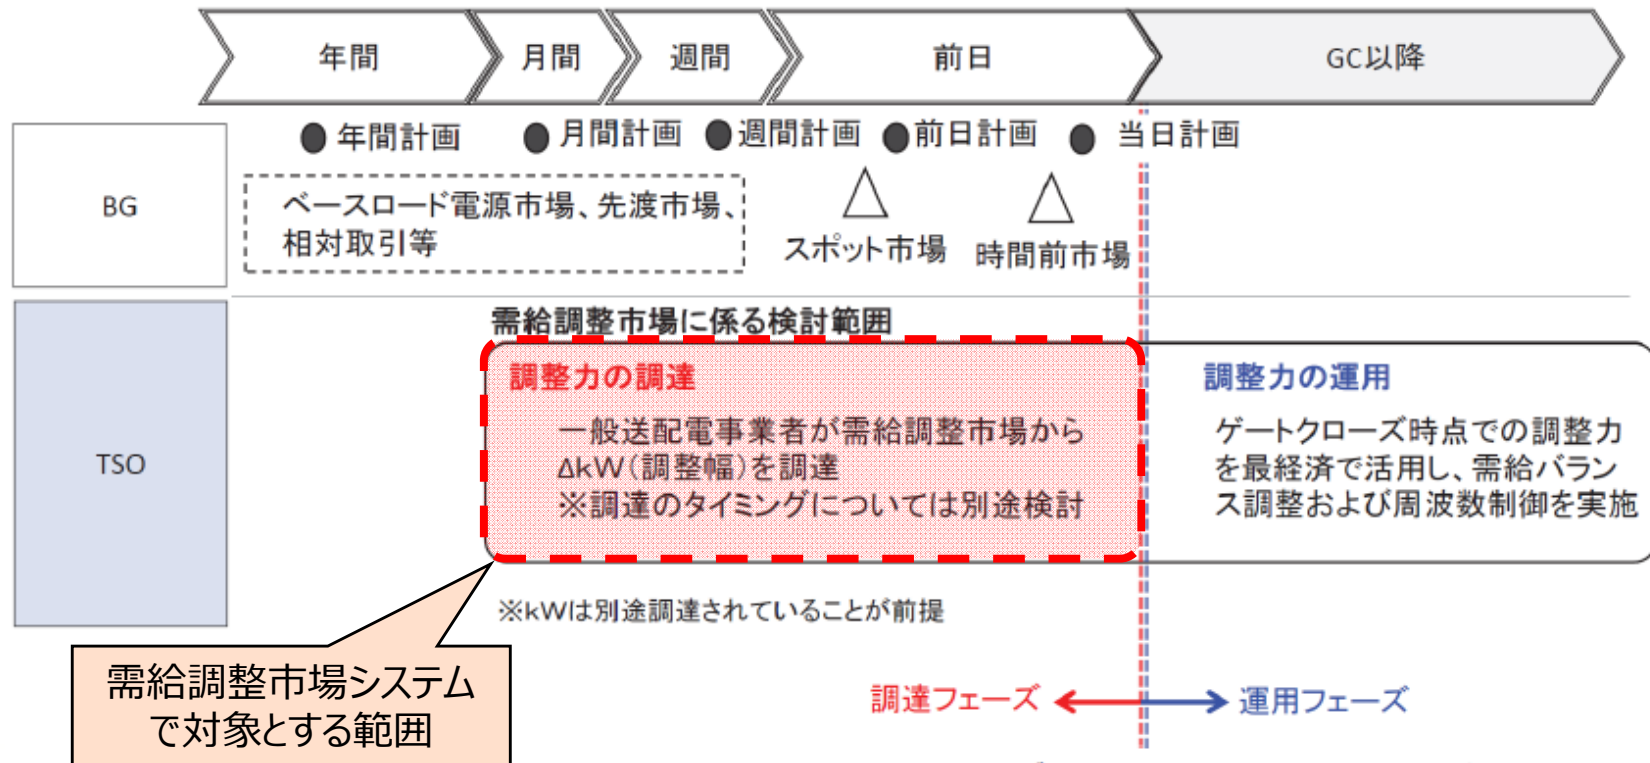 年間
月間
週間
前日
GC以降
BG
●年間計画
●月間計画
●週間計画
●前日計画
● 当日計画
ベースロード電源市場、先渡市場、
相対取引等
△
スポット市場
△
時間前市場
TSO
需給調整市場に係る検討範囲
調整力の調達
一般送配電事業者が需給調整市場から
ΔkW(調整幅)を調達
※調達のタイミングについては別途検討
調整力の運用
ゲートクローズ時点での調整力
を最経済で活用し、需給バラン
ス調整および周波数制御を実施
※kWは別途調達されていることが前提
需給調整市場システム
で対象とする範囲
調達フェーズ
運用フェーズ